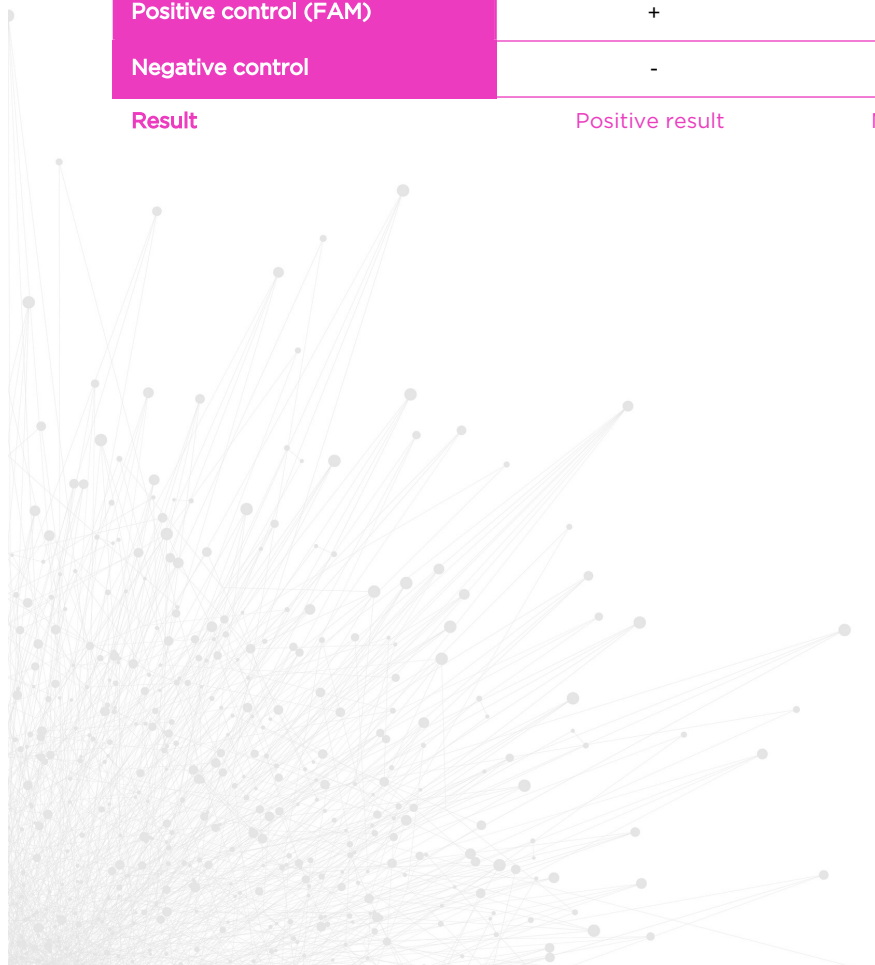 Positive control (FAM) +
Negative control -
Result Positive result